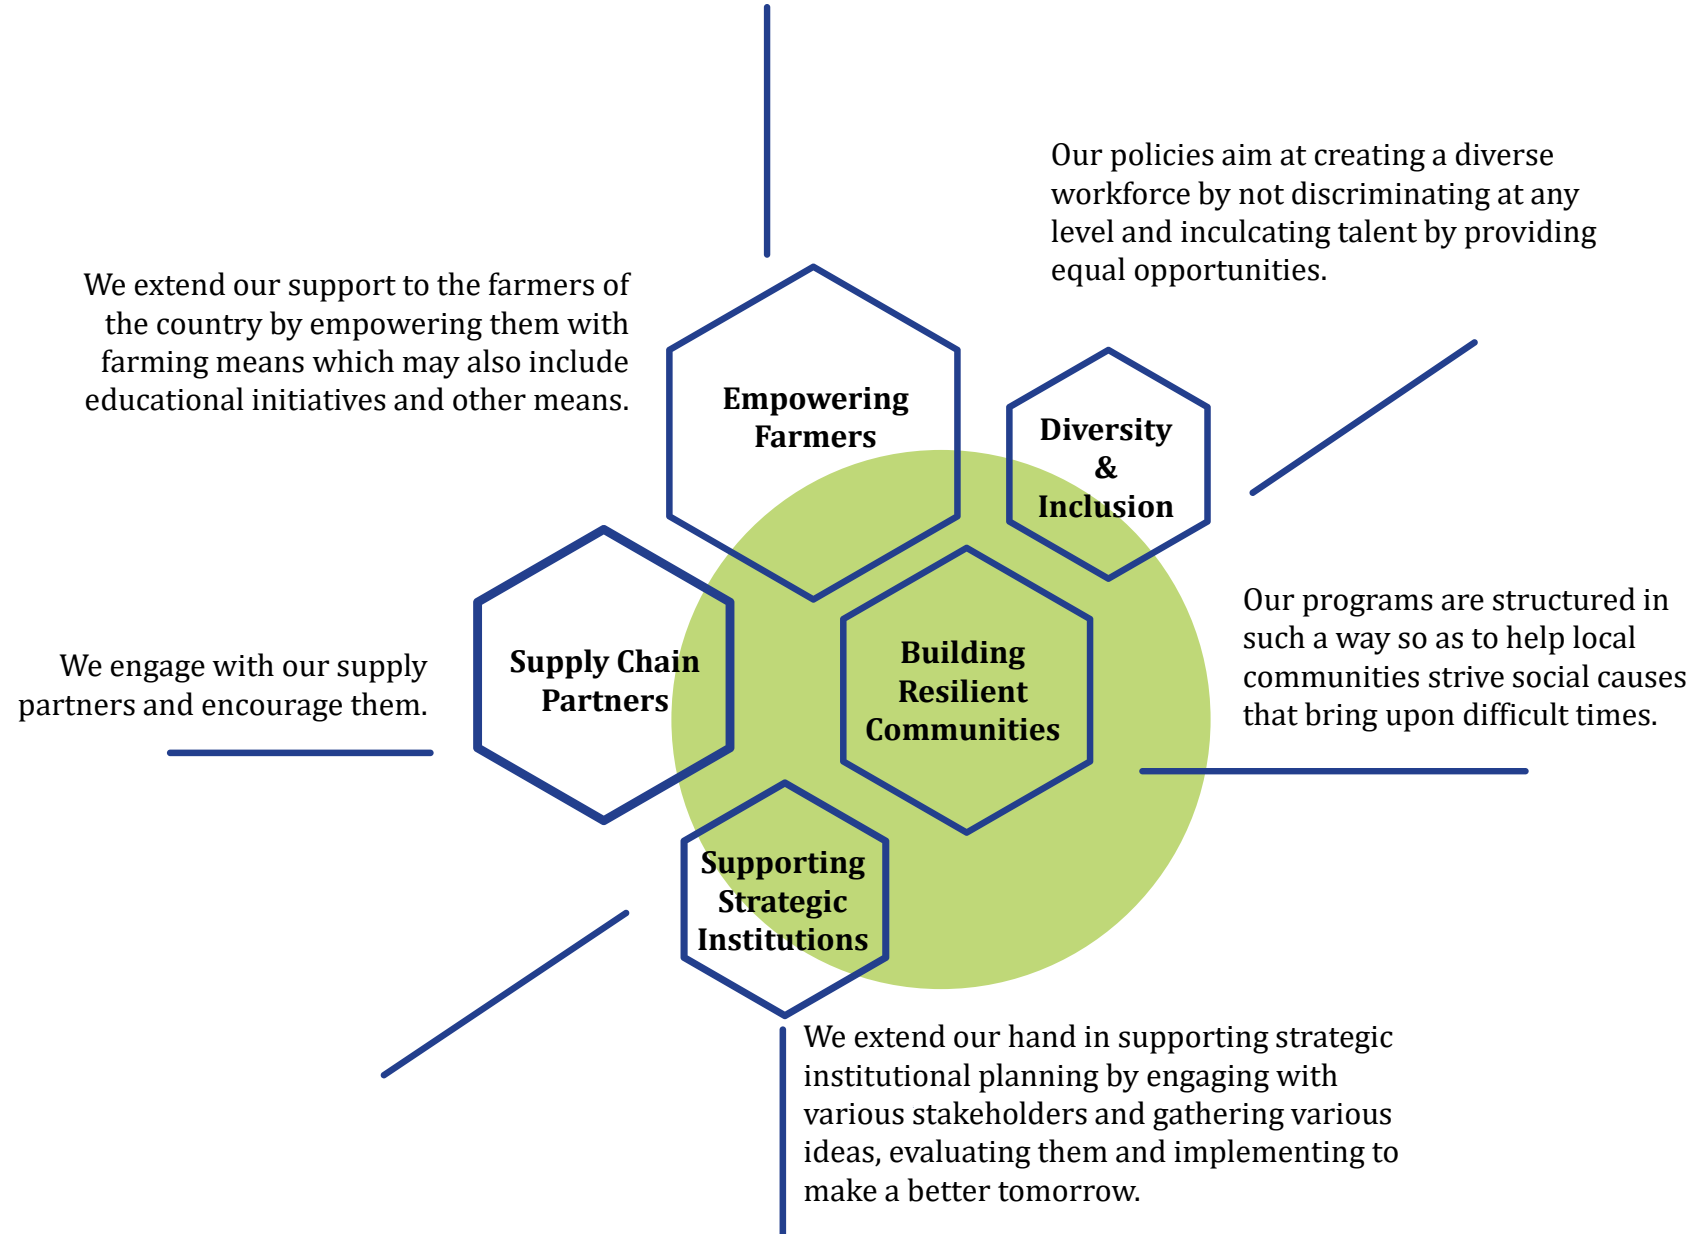 Our policies aim at creating a diverse
workforce by not discriminating at any
level and inculcating talent by providing
equal opportunities.
We extend our support to the farmers of
the country by empowering them with
farming means which may also include
educational initiatives and other means.
Empowering
Farmers
Diversity
&
Inclusion
We engage with our supply
partners and encourage them.
Supply Chain
Partners
Building
Resilient
Communities
Our programs are structured in
such a way so as to help local
communities strive social causes
that bring upon difficult times.
Supporting
Strategic
Institutions
We extend our hand in supporting strategic
institutional planning by engaging with
various stakeholders and gathering various
ideas, evaluating them and implementing to
make a better tomorrow.